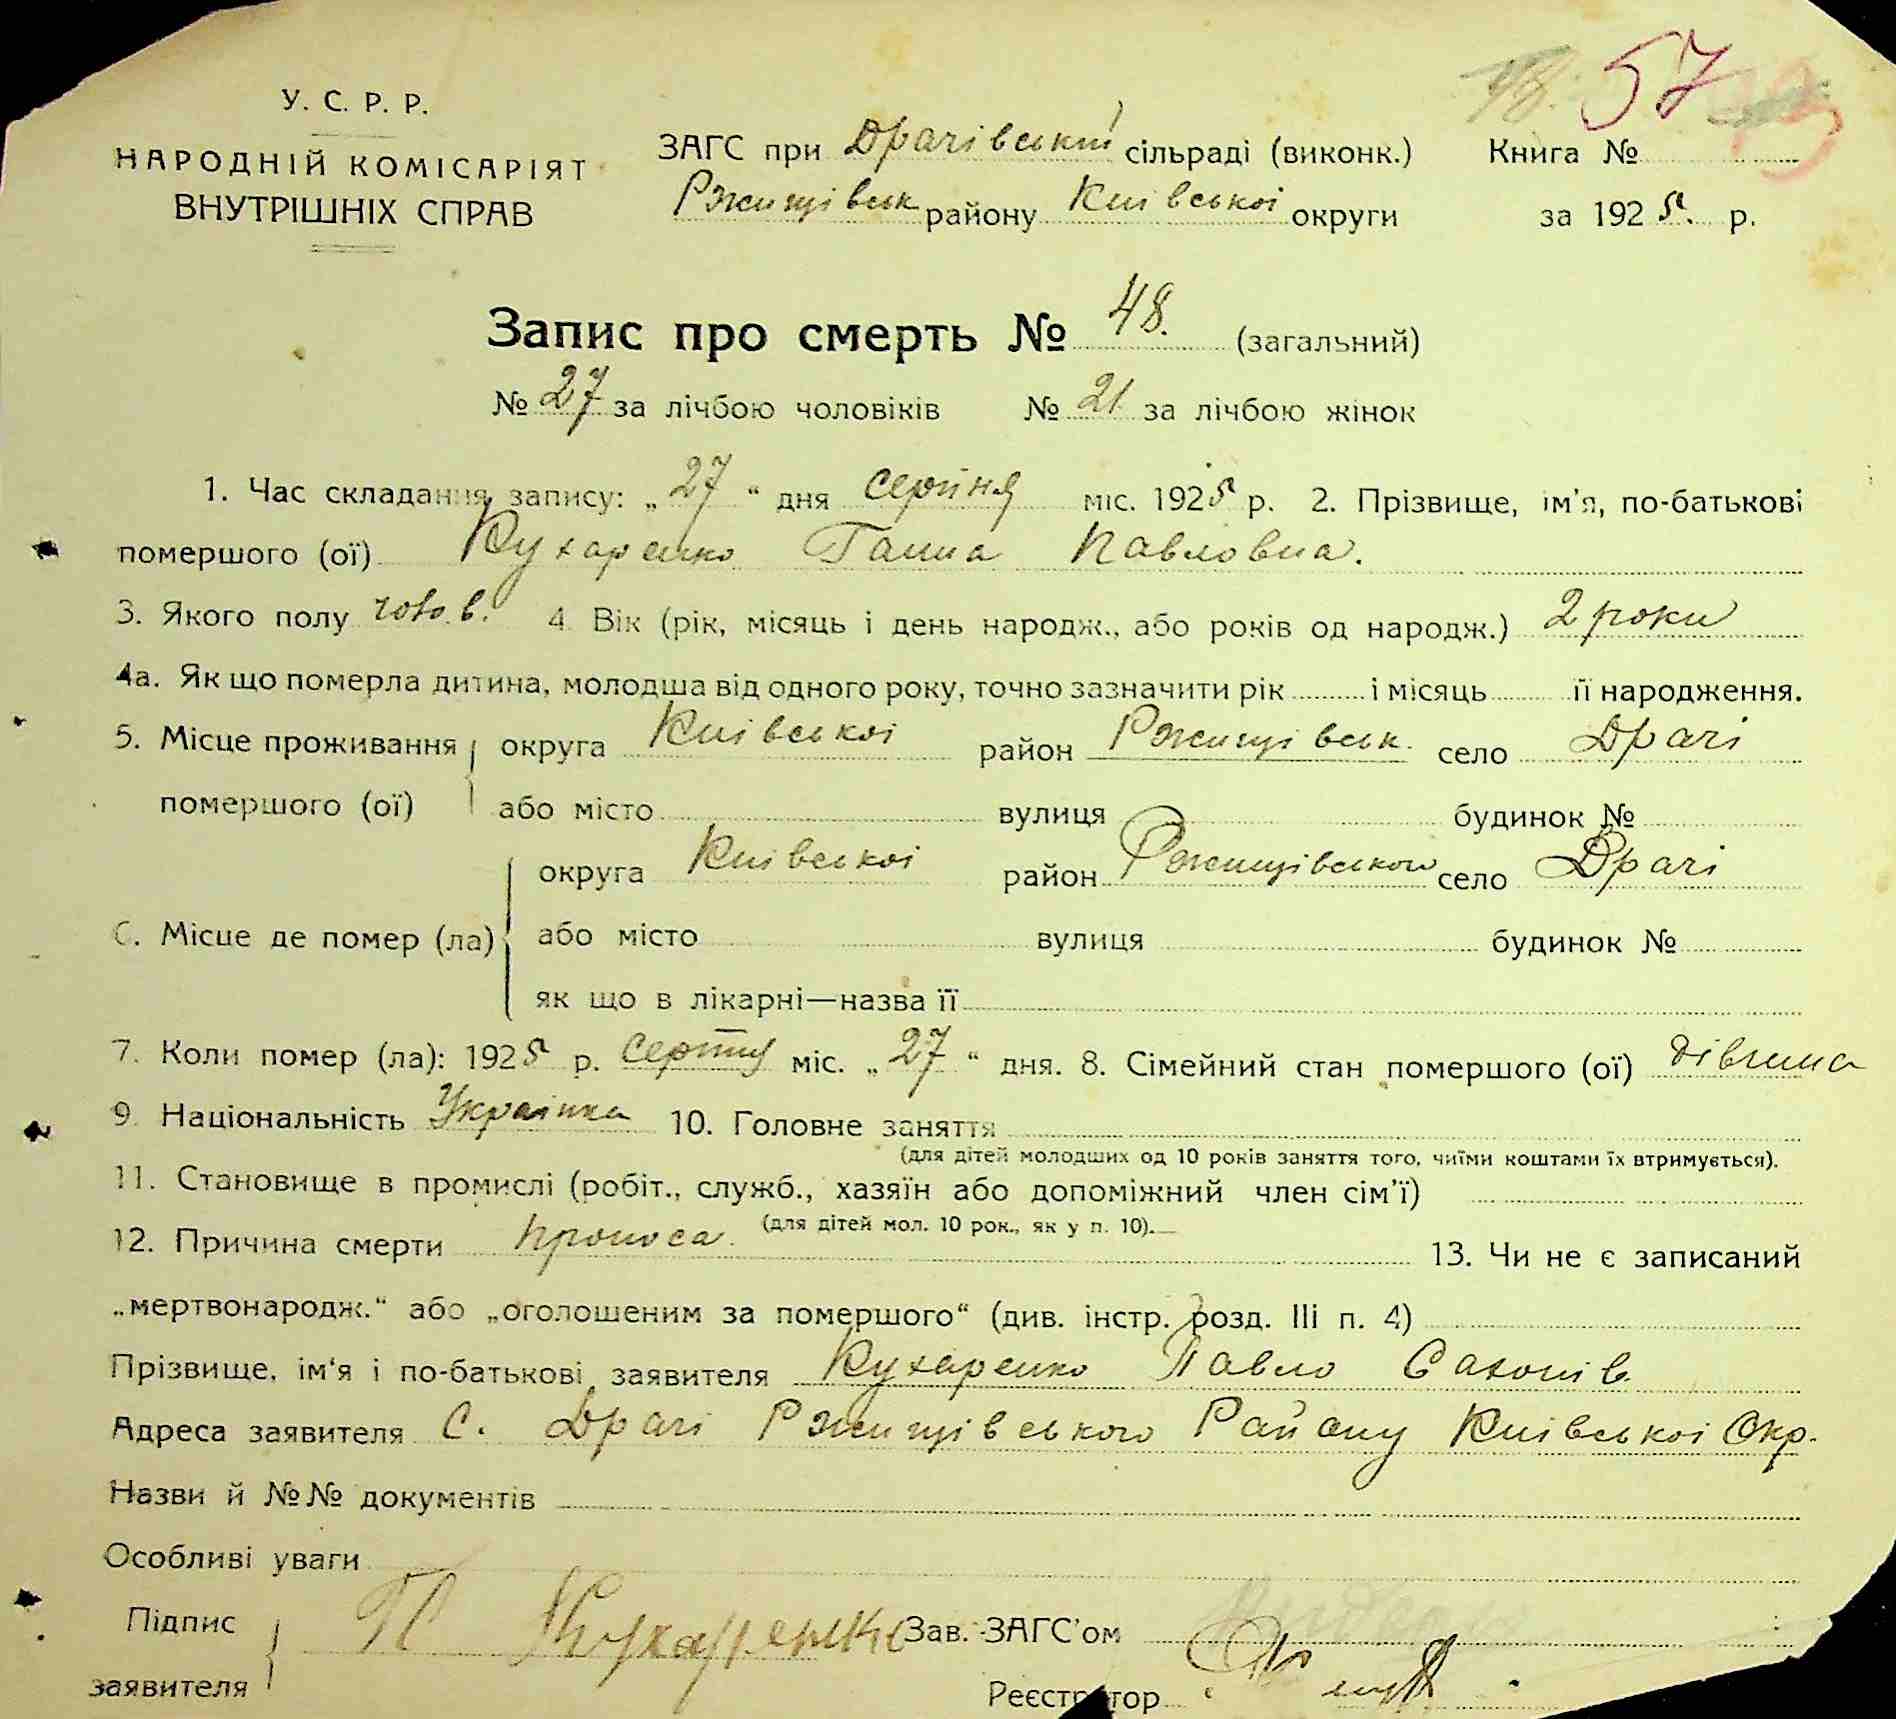 57
У. С. Р. Р.
НАРОДНІЙ КОМІСАРІЯТ
ВНУТРІШНІХ СПРАВ
ЗАГС при Драчівській сільраді (виконк.) Книга №
Ржищівськ району Київської округи за 1925. р.
Запис про смерть № 48. (загальний)
№ 27 за лічбою чоловіків № 21 за лічбою жінок
1. Час складання запису: „27“ дня серпня міс. 1925 р. 2. Прізвище, ім'я, по-батькові
помершого (ої) Кухаренко Ганна Павловна.
3. Якого полу 4. Вік (рік, місяць і день народж., або років од народж.) 2 роки
4а. Як що померла дитина, молодша від одного року, точно зазначити рік і місяць її народження.
5. Місце проживання округа Київської район Ржищівськ. село Драчі
помершого (ої) або місто вулиця будинок №
округа Київської район Ржищівського село Драчі
6. Місце де помер (ла) або місто вулиця будинок №
як що в лікарні—назва її
7. Коли помер (ла): 1925 р. серпня міс. „27“ дня. 8. Сімейний стан помершого (ої) дівчина
9. Національність Українка 10. Головне заняття
(для дітей молодших од 10 років заняття того, чиїми коштами їх втримується).
11. Становище в промислі (робіт., служб., хазяїн або допоміжний член сім'ї)
(для дітей мол. 10 рок., як у п. 10).
12. Причина смерти проноса. 13. Чи не є записаний
„мертвонародж.“ або „оголошеним за помершого“ (див. інстр. розд. III п. 4)
Прізвище, ім'я і по-батькові заявителя Кухаренко Павло
Адреса заявителя С. Драчі Ржищівського Району Київської Окр.
Назви й №№ документів
Особливі уваги
Підпис
заявителя П Кухаренко Зав. ЗАГС'ом
Реєстратор